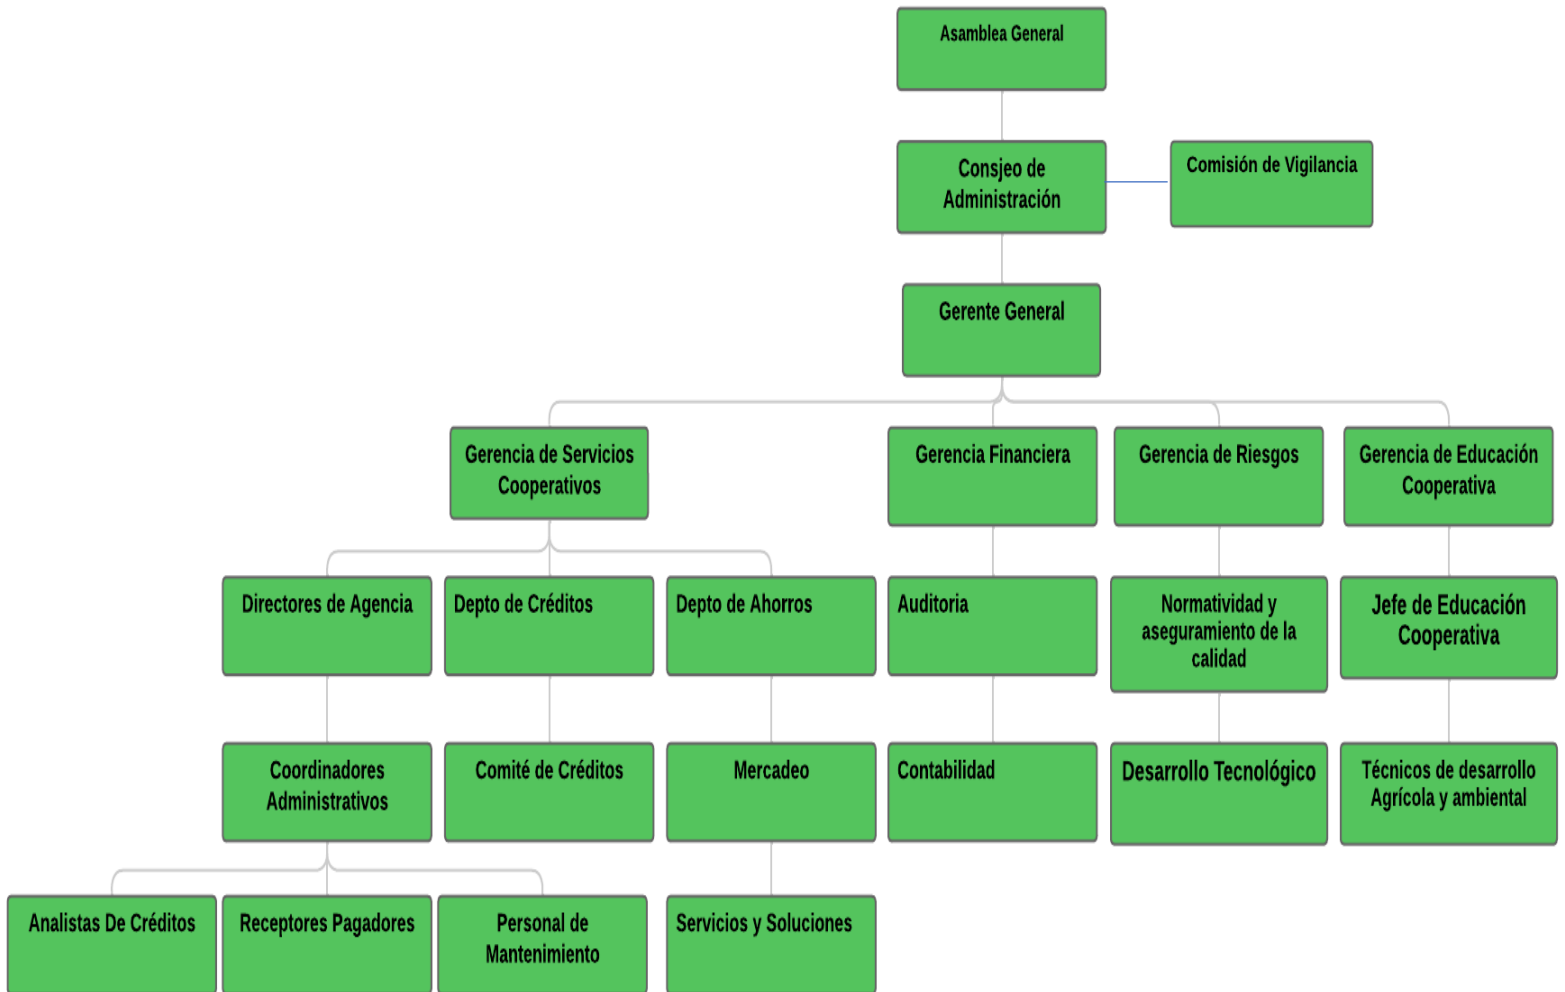 Asamblea General
Consjeo de
Administración
Comisión de Vigilancia
Gerente General
Gerencia de Servicios
Cooperativos
Gerencia Financiera
Gerencia de Riesgos
Gerencia de Educación
Cooperativa
Directores de Agencia
Depto de Créditos
Depto de Ahorros
Auditoria
Normatividad y
aseguramiento de la
calidad
Jefe de Educación
Cooperativa
Coordinadores
Administrativos
Comité de Créditos
Mercadeo
Contabilidad
Desarrollo Tecnológico
Técnicos de desarrollo
Agrícola y ambiental
Analistas De Créditos
Receptores Pagadores
Personal de
Mantenimiento
Servicios y Soluciones